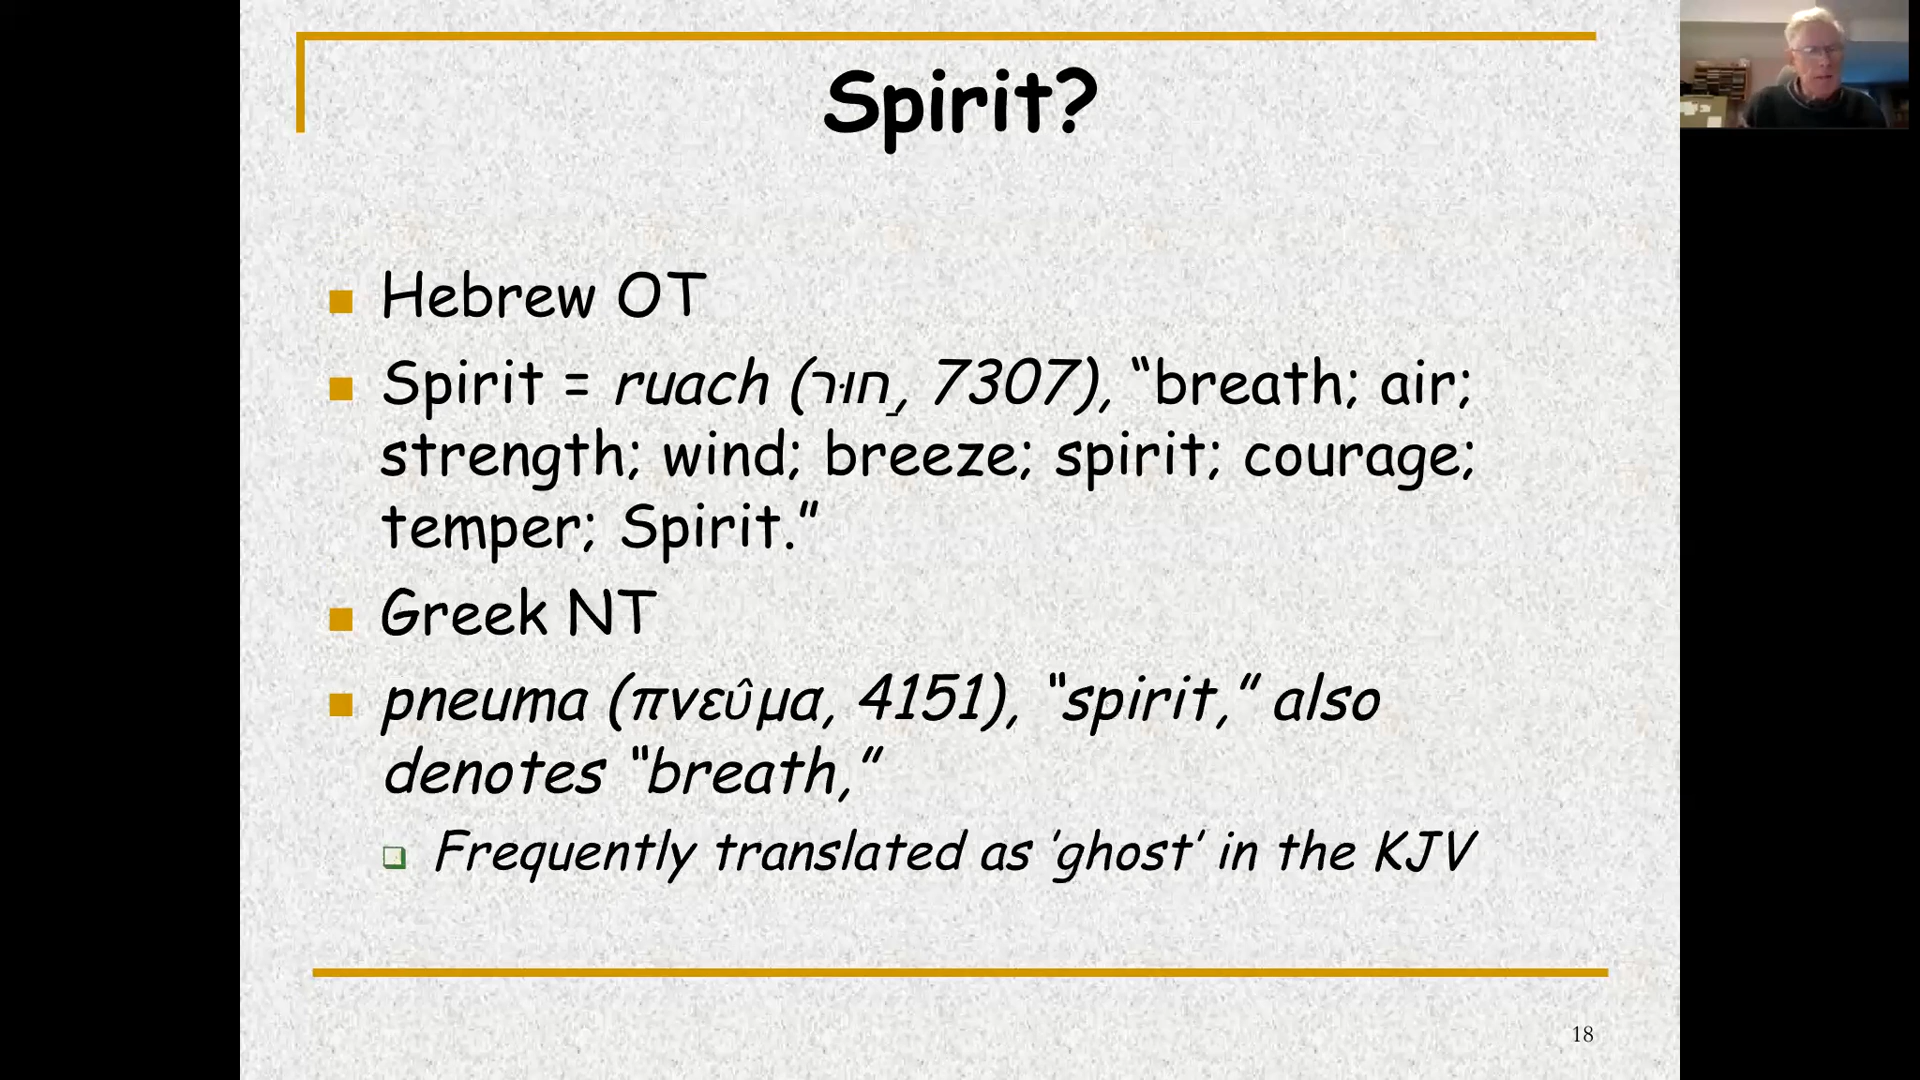 Spirit?
Hebrew OT
Spirit = ruach (רוּחַ, 7307), “breath; air;
strength; wind; breeze; spirit; courage;
temper; Spirit.”
Greek NT
pneuma (πνεῦμα, 4151), “spirit,” also
denotes “breath,”
Frequently translated as ’ghost’ in the KJV
18